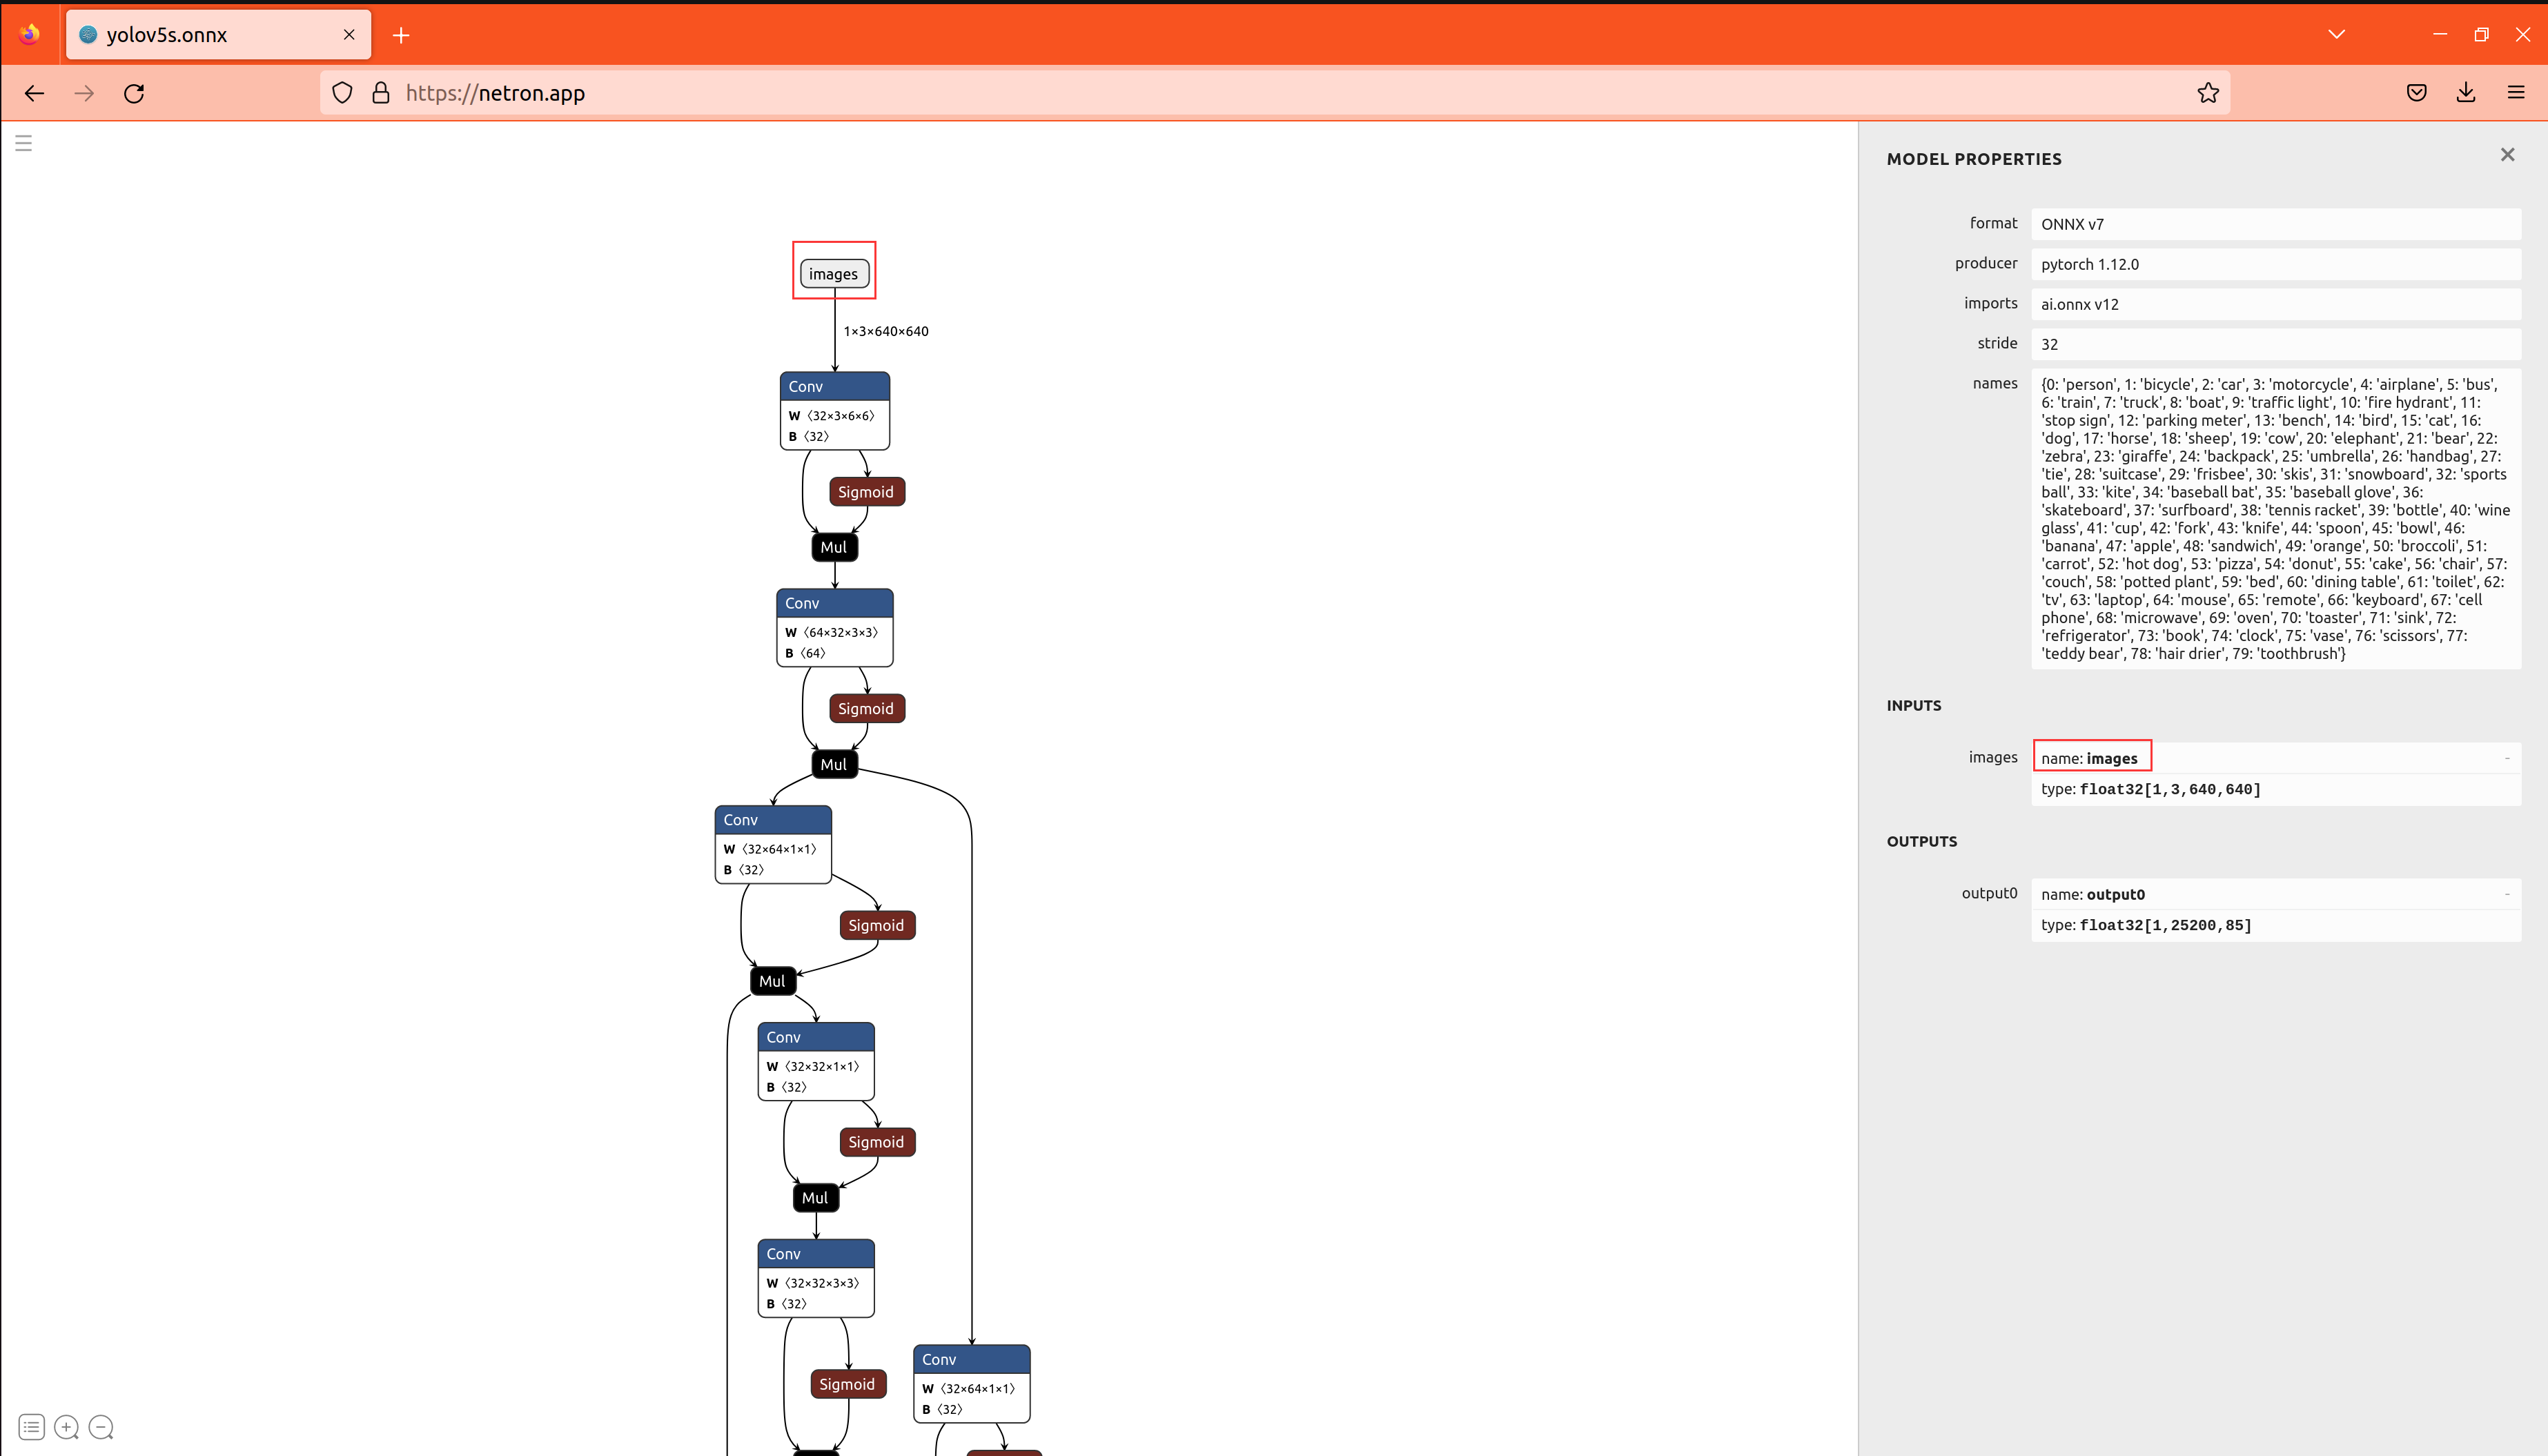 yolov5s.onnx
https://netron.app
images
1×3×640×640
Conv
W 〈32×3×6×6〉
B 〈32〉
Sigmoid
Mul
Conv
W 〈64×32×3×3〉
B 〈64〉
Sigmoid
Mul
Conv
W 〈32×64×1×1〉
B 〈32〉
Sigmoid
Mul
Conv
W 〈32×32×1×1〉
B 〈32〉
Sigmoid
Mul
Conv
W 〈32×32×3×3〉
B 〈32〉
Sigmoid
Conv
W 〈32×64×1×1〉
B 〈32〉
MODEL PROPERTIES
format ONNX v7
producer pytorch 1.12.0
imports ai.onnx v12
stride 32
names {0: 'person', 1: 'bicycle', 2: 'car', 3: 'motorcycle', 4: 'airplane', 5: 'bus',
6: 'train', 7: 'truck', 8: 'boat', 9: 'traffic light', 10: 'fire hydrant', 11:
'stop sign', 12: 'parking meter', 13: 'bench', 14: 'bird', 15: 'cat', 16:
'dog', 17: 'horse', 18: 'sheep', 19: 'cow', 20: 'elephant', 21: 'bear', 22:
'zebra', 23: 'giraffe', 24: 'backpack', 25: 'umbrella', 26: 'handbag', 27:
'tie', 28: 'suitcase', 29: 'frisbee', 30: 'skis', 31: 'snowboard', 32: 'sports
ball', 33: 'kite', 34: 'baseball bat', 35: 'baseball glove', 36:
'skateboard', 37: 'surfboard', 38: 'tennis racket', 39: 'bottle', 40: 'wine
glass', 41: 'cup', 42: 'fork', 43: 'knife', 44: 'spoon', 45: 'bowl', 46:
'banana', 47: 'apple', 48: 'sandwich', 49: 'orange', 50: 'broccoli', 51:
'carrot', 52: 'hot dog', 53: 'pizza', 54: 'donut', 55: 'cake', 56: 'chair', 57:
'couch', 58: 'potted plant', 59: 'bed', 60: 'dining table', 61: 'toilet', 62:
'tv', 63: 'laptop', 64: 'mouse', 65: 'remote', 66: 'keyboard', 67: 'cell
phone', 68: 'microwave', 69: 'oven', 70: 'toaster', 71: 'sink', 72:
'refrigerator', 73: 'book', 74: 'clock', 75: 'vase', 76: 'scissors', 77:
'teddy bear', 78: 'hair drier', 79: 'toothbrush'}
INPUTS
images name: images -
type: float32[1,3,640,640]
OUTPUTS
output0 name: output0 -
type: float32[1,25200,85]